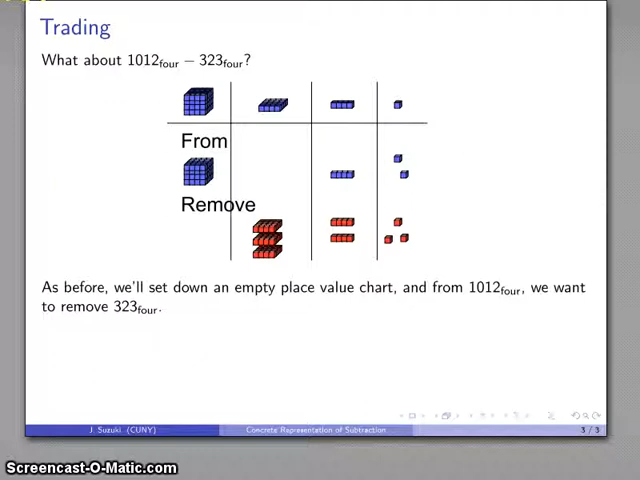 Trading
What about 1012four − 323four?
From
Remove
As before, we'll set down an empty place value chart, and from 1012four, we want
to remove 323four.
J. Suzuki (CUNY)
Concrete Representation of Subtraction
3 / 3
Screencast-O-Matic.com